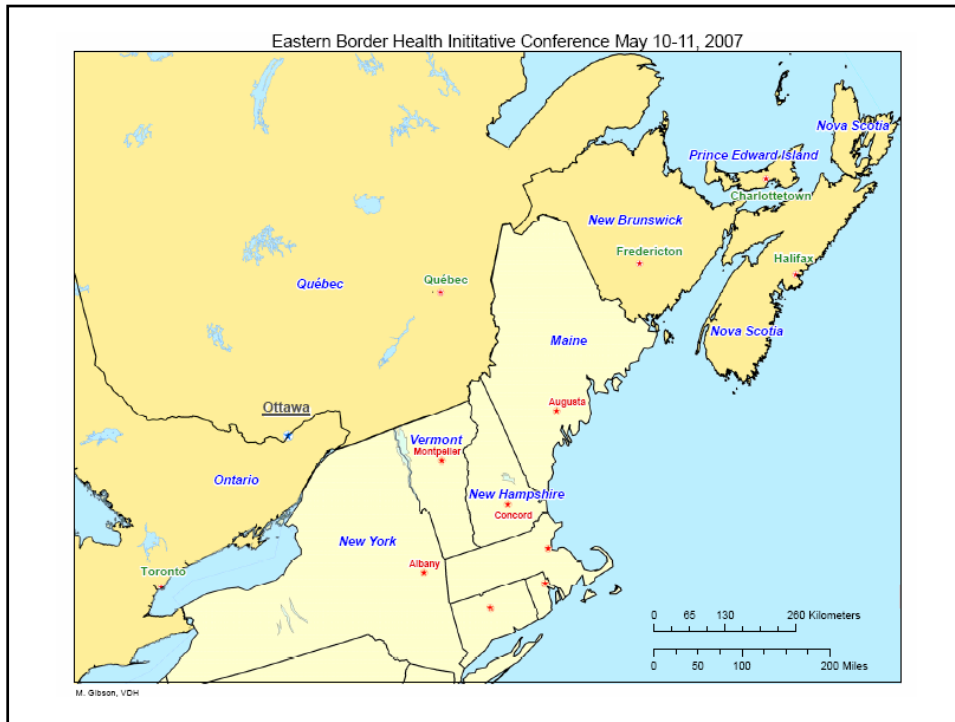 Eastern Border Health Inititative Conference May 10-11, 2007
Nova Scotia
Prince Edward Island
Charlottetown
New Brunswick
Fredericton
Halifax
Québec
Québec
Nova Scotia
Maine
Ottawa
Augusta
Vermont
Montpelier
Ontario
New Hampshire
Concord
New York
Albany
Toronto
0 65 130 260 Kilometers
0 50 100 200 Miles
M. Gibson, VDH